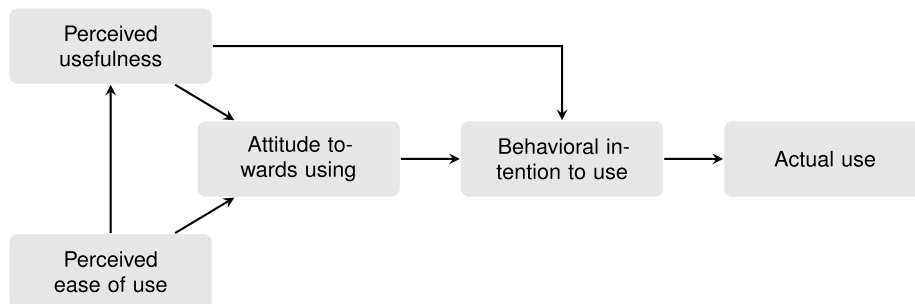 Perceived
usefulness
Attitude to-
wards using
Behavioral in-
tention to use
Actual use
Perceived
ease of use